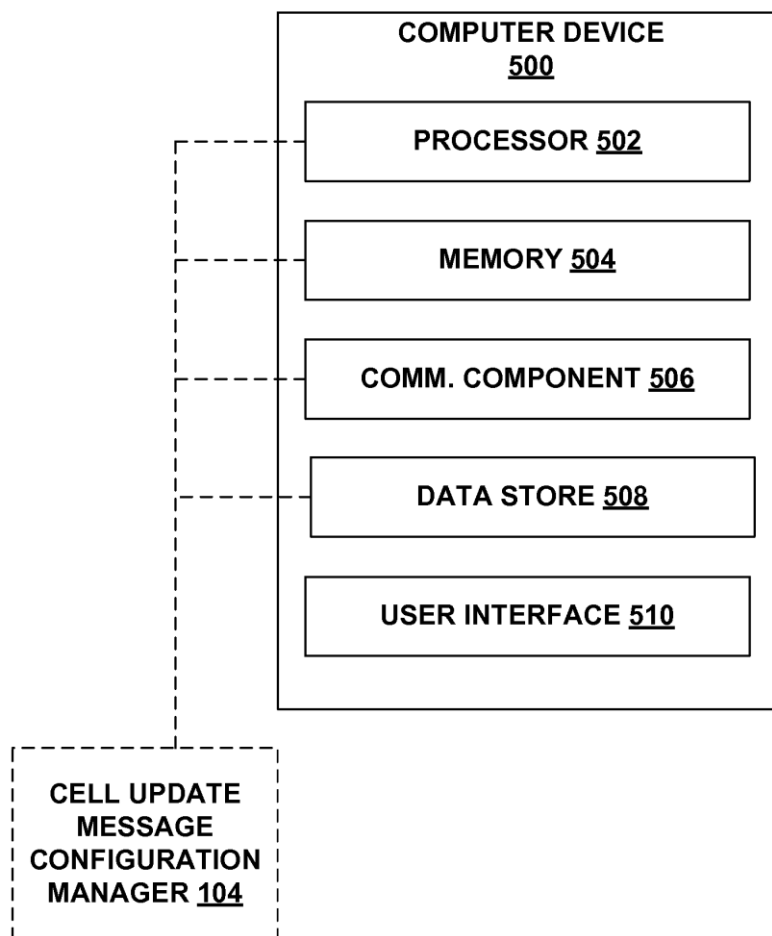 COMPUTER DEVICE
500
PROCESSOR 502
MEMORY 504
COMM. COMPONENT 506
DATA STORE 508
USER INTERFACE 510
CELL UPDATE
MESSAGE
CONFIGURATION
MANAGER 104